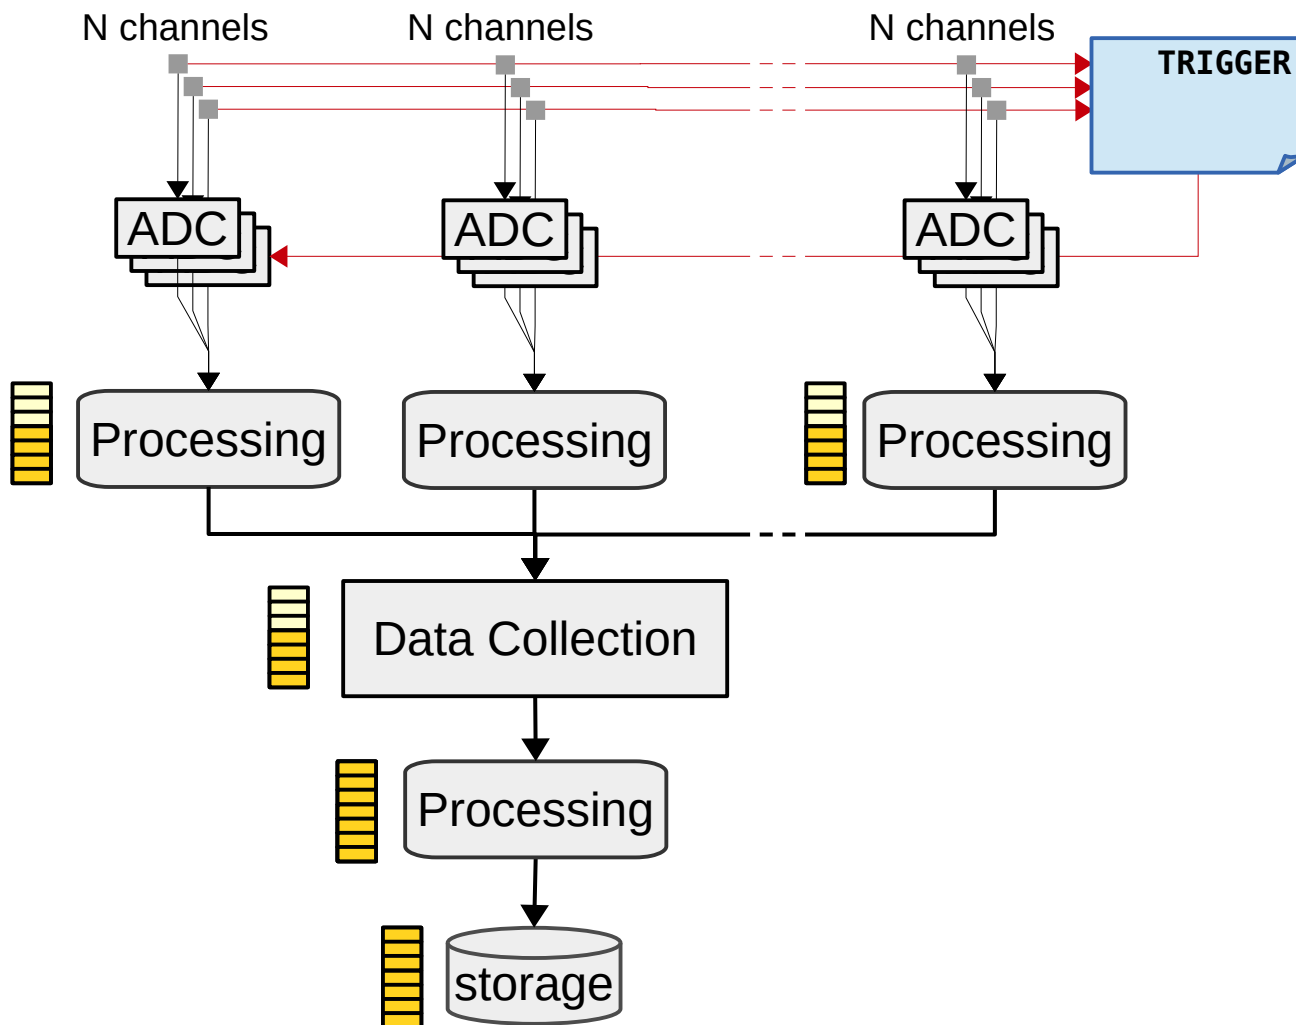 N channels
N channels
N channels
TRIGGER
ADC
ADC
ADC
Processing
Processing
Processing
Data Collection
Processing
storage